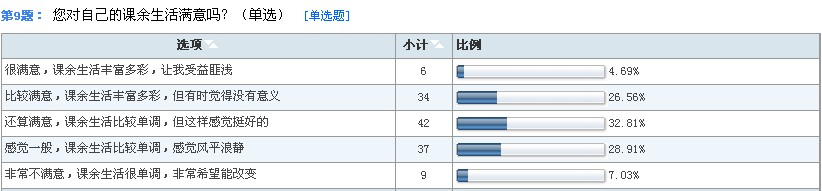 第9题： 您对自己的课余生活满意吗？（单选） [单选题]
选项 小计 比例
很满意，课余生活丰富多彩，让我受益匪浅 6 4.69%
比较满意，课余生活丰富多彩，但有时觉得没有意义 34 26.56%
还算满意，课余生活比较单调，但这样感觉挺好的 42 32.81%
感觉一般，课余生活比较单调，感觉风平浪静 37 28.91%
非常不满意，课余生活很单调，非常希望能改变 9 7.03%